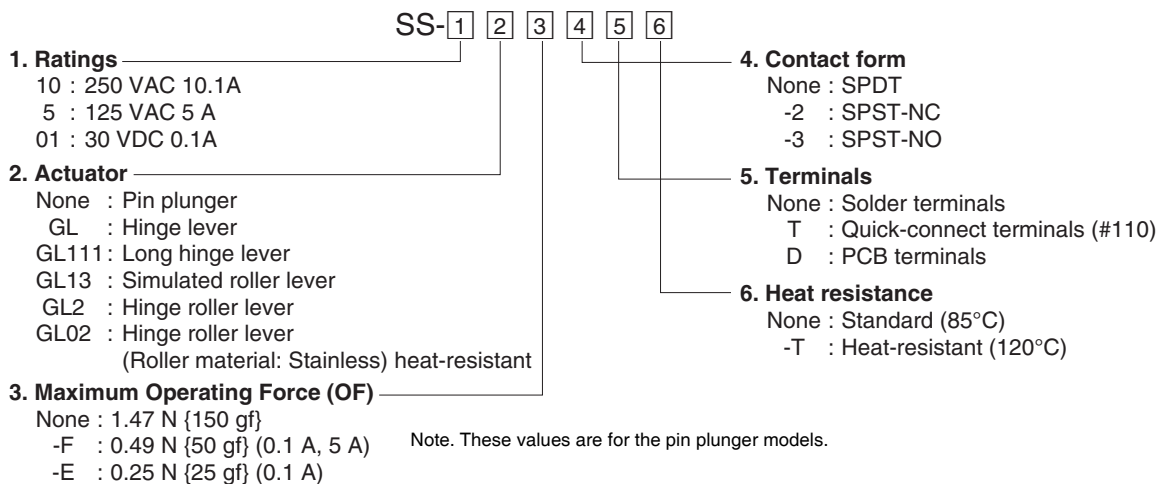 SS-1 2 3 4 5 6
1. Ratings
10 : 250 VAC 10.1A
5 : 125 VAC 5 A
01 : 30 VDC 0.1A
2. Actuator
None : Pin plunger
GL : Hinge lever
GL111 : Long hinge lever
GL13 : Simulated roller lever
GL2 : Hinge roller lever
GL02 : Hinge roller lever
(Roller material: Stainless) heat-resistant
3. Maximum Operating Force (OF)
None : 1.47 N {150 gf}
-F : 0.49 N {50 gf} (0.1 A, 5 A)
-E : 0.25 N {25 gf} (0.1 A)
Note. These values are for the pin plunger models.
4. Contact form
None : SPDT
-2 : SPST-NC
-3 : SPST-NO
5. Terminals
None : Solder terminals
T : Quick-connect terminals (#110)
D : PCB terminals
6. Heat resistance
None : Standard (85°C)
-T : Heat-resistant (120°C)